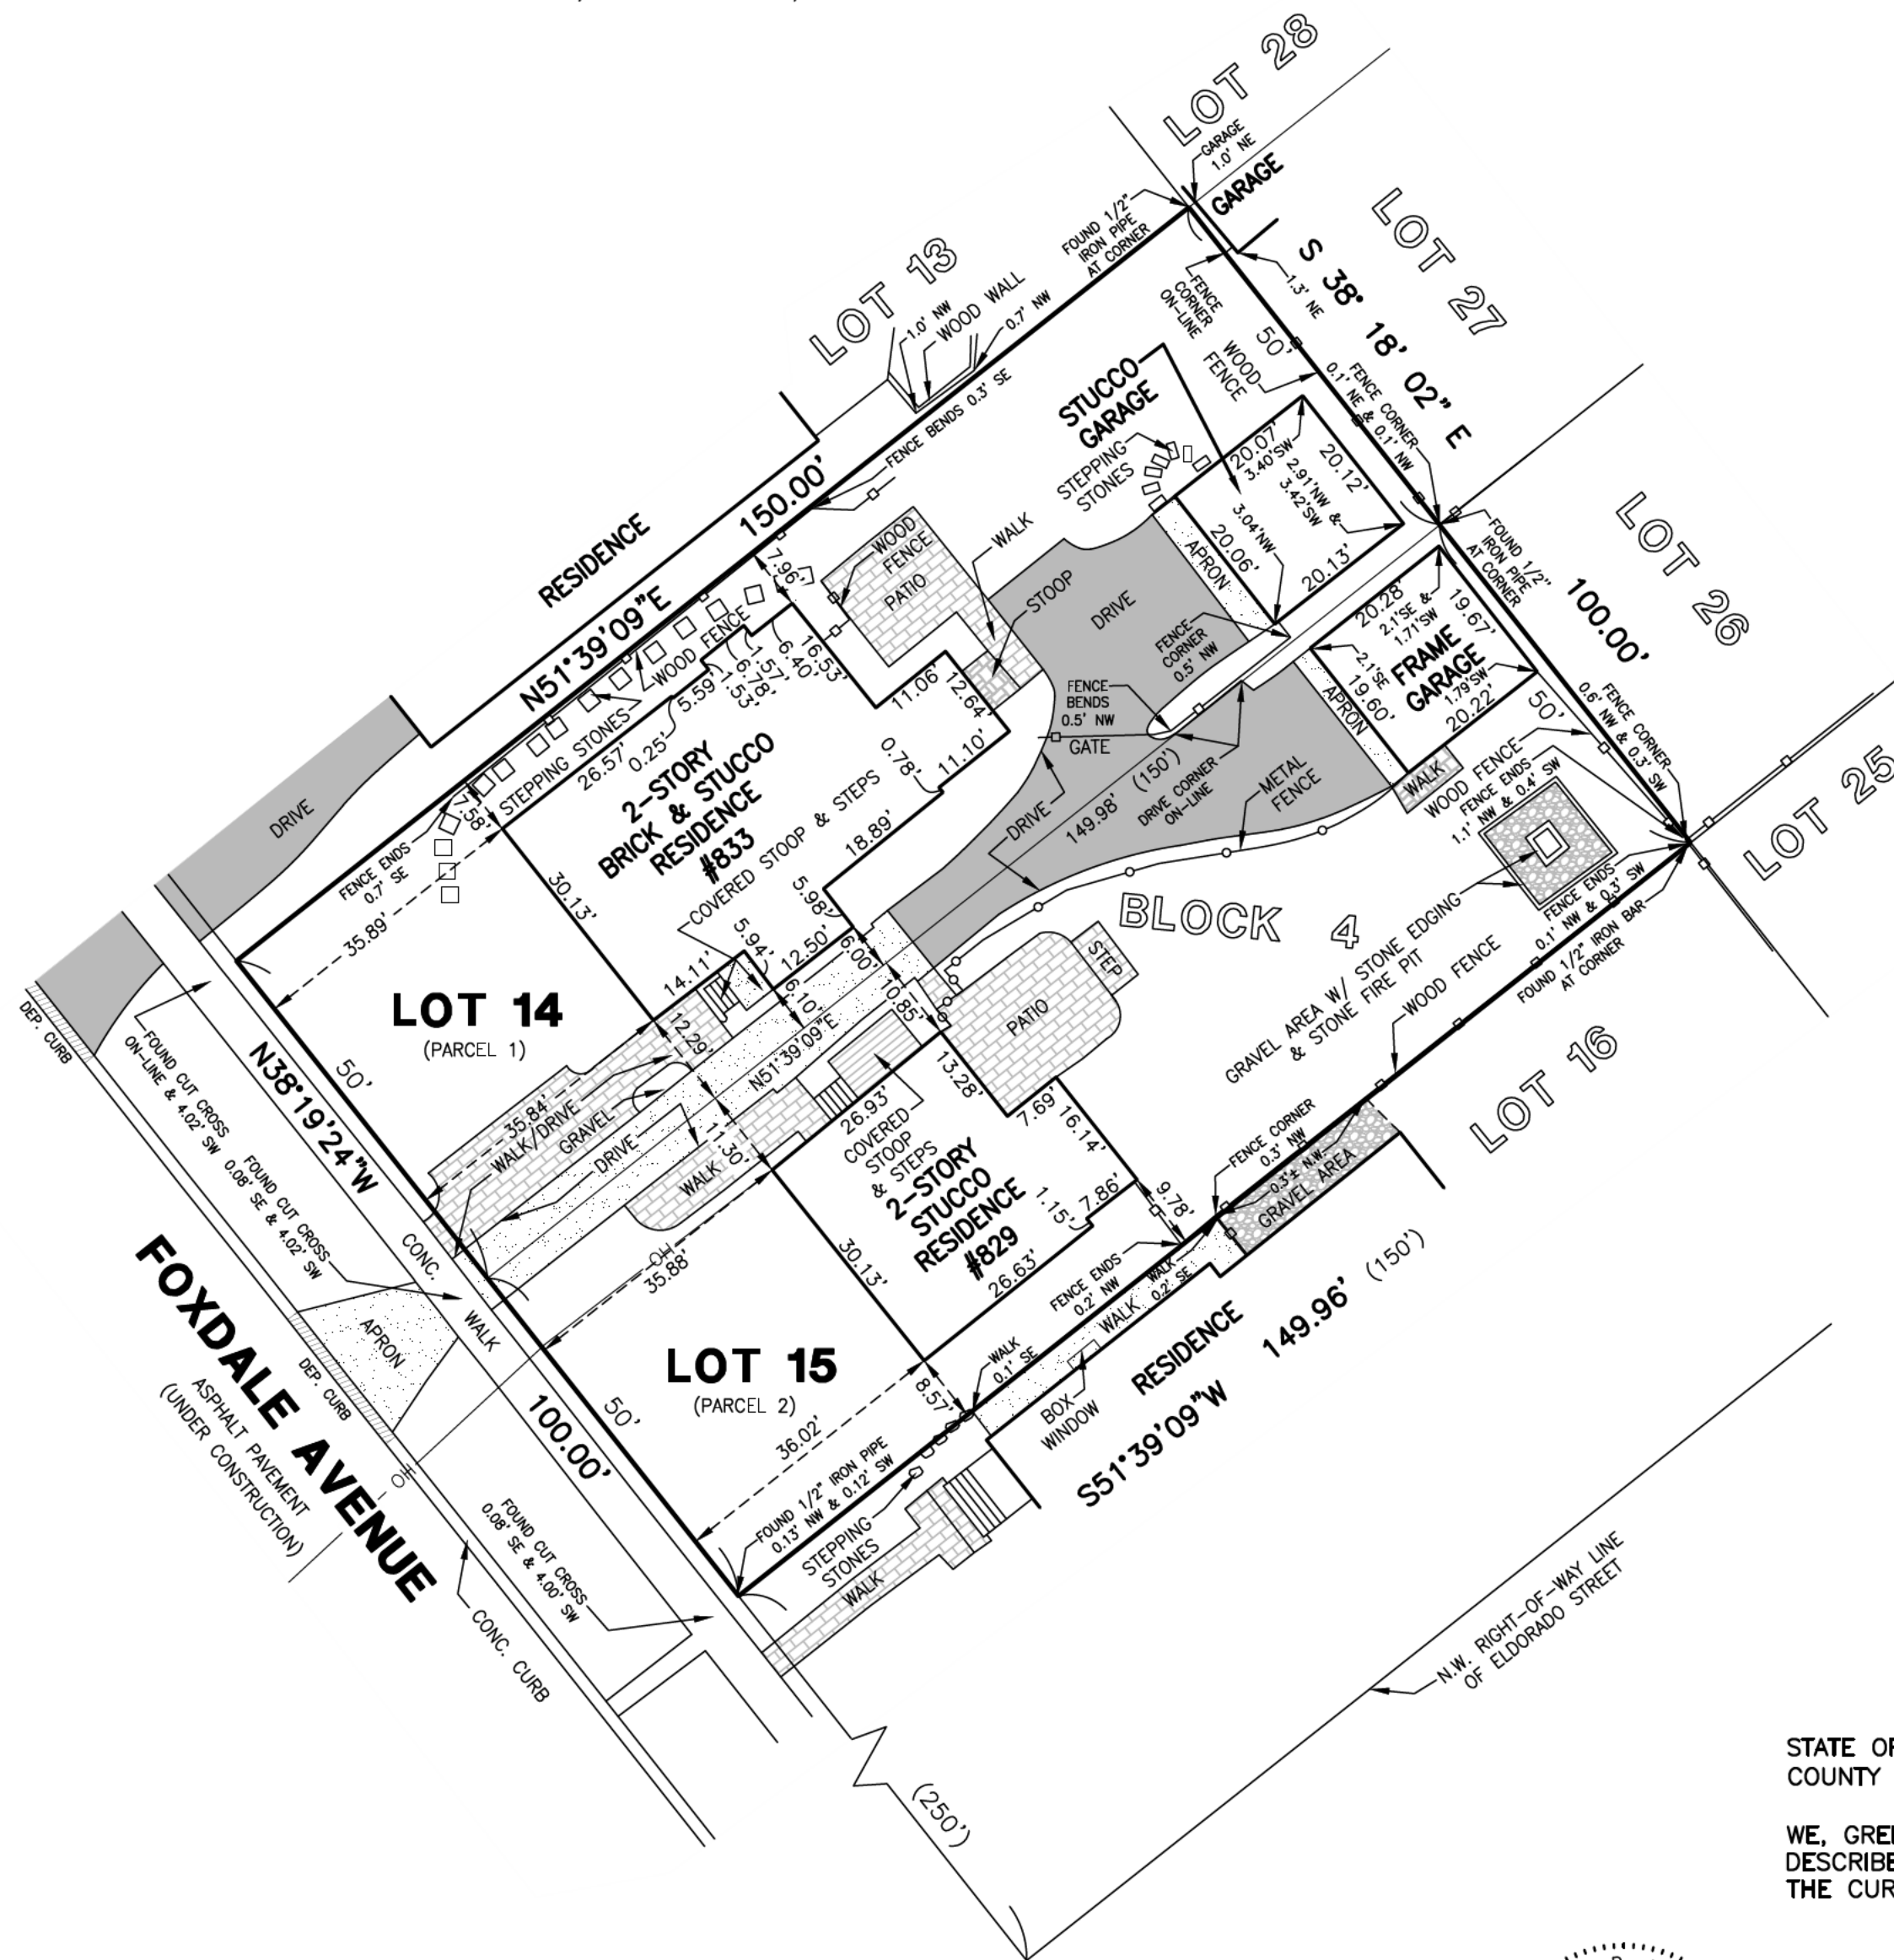 LOT 28
GARAGE
1.0' NE
GARAGE
LOT 27
S 38° 18' 02" E
100.00'
1.3' NE
FOUND 1/2"
IRON PIPE
AT CORNER
FENCE
CORNER
ON-LINE
50'
WOOD
FENCE
FENCE CORNER
0.1' NE & 0.1' NW
LOT 13
1.0' NW
WOOD WALL
0.7' NW
FENCE BENDS 0.3' SE
N51°39'09"E
150.00'
RESIDENCE
STUCCO
GARAGE
STEPPING
STONES
20.07'
3.40'SW
20.12'
2.91'NW &
3.42'SW
3.04'NW
20.06'
20.13'
APRON
LOT 26
FOUND 1/2"
IRON PIPE
AT CORNER
20.28'
2.1'SE &
1.71'SW
19.67'
FRAME
GARAGE
2.1'SE
19.60'
1.79'SW
20.22'
APRON
50'
FENCE CORNER
0.6' NW & 0.3' SW
LOT 25
WOOD FENCE
FENCE ENDS
1.1' NW & 0.4' SW
WALK
FENCE ENDS
0.1' NW & 0.3' SW
FOUND 1/2" IRON BAR
AT CORNER
WOOD
FENCE
PATIO
WALK
STOOP
DRIVE
FENCE
CORNER
0.5' NW
FENCE
BENDS
0.5' NW
GATE
DRIVE
149.98' (150')
DRIVE CORNER
ON-LINE
METAL
FENCE
BLOCK 4
7.96'
WOOD FENCE
STEPPING STONES
16.53'
6.40'
1.57'
6.78'
1.53'
5.59'
0.25'
26.57'
11.06'
12.64'
11.10'
0.78'
18.89'
2-STORY
BRICK & STUCCO
RESIDENCE
#833
COVERED STOOP & STEPS
7.58'
FENCE ENDS
0.7' SE
35.89'
30.13'
5.98'
6.00'
12.50'
5.94'
14.11'
6.10'
10.85'
12.29'
N51°39'09"E
DRIVE
LOT 14
(PARCEL 1)
50'
35.84'
WALK/DRIVE
GRAVEL
DRIVE
11.30'
WALK
26.93'
COVERED
STOOP
& STEPS
STEP
PATIO
13.28'
7.69'
16.14'
2-STORY
STUCCO
RESIDENCE
#829
1.15'
7.86'
9.78'
26.63'
30.13'
OH
35.88'
GRAVEL AREA W/ STONE EDGING
& STONE FIRE PIT
WOOD FENCE
LOT 16
FENCE CORNER
0.3' NW
0.3'± N.W.
GRAVEL AREA
FENCE ENDS
0.2' NW
WALK
0.2' SE
WALK
WALK
0.1' SE
BOX
WINDOW
RESIDENCE
S51°39'09"W
149.96' (150')
LOT 15
(PARCEL 2)
50'
8.57'
36.02'
FOUND 1/2" IRON PIPE
0.13' NW & 0.12' SW
STEPPING
STONES
WALK
DEP. CURB
FOUND CUT CROSS
ON-LINE & 4.02' SW
N38°19'24"W
100.00'
FOUND CUT CROSS
0.08' SE & 4.02' SW
CONC.
WALK
APRON
DEP. CURB
FOXDALE AVENUE
ASPHALT PAVEMENT
(UNDER CONSTRUCTION)
OH
FOUND CUT CROSS
0.08' SE & 4.00' SW
CONC. CURB
(250')
N.W. RIGHT-OF-WAY LINE
OF ELDORADO STREET
STATE OF
COUNTY
WE, GREE
DESCRIBE
THE CUR